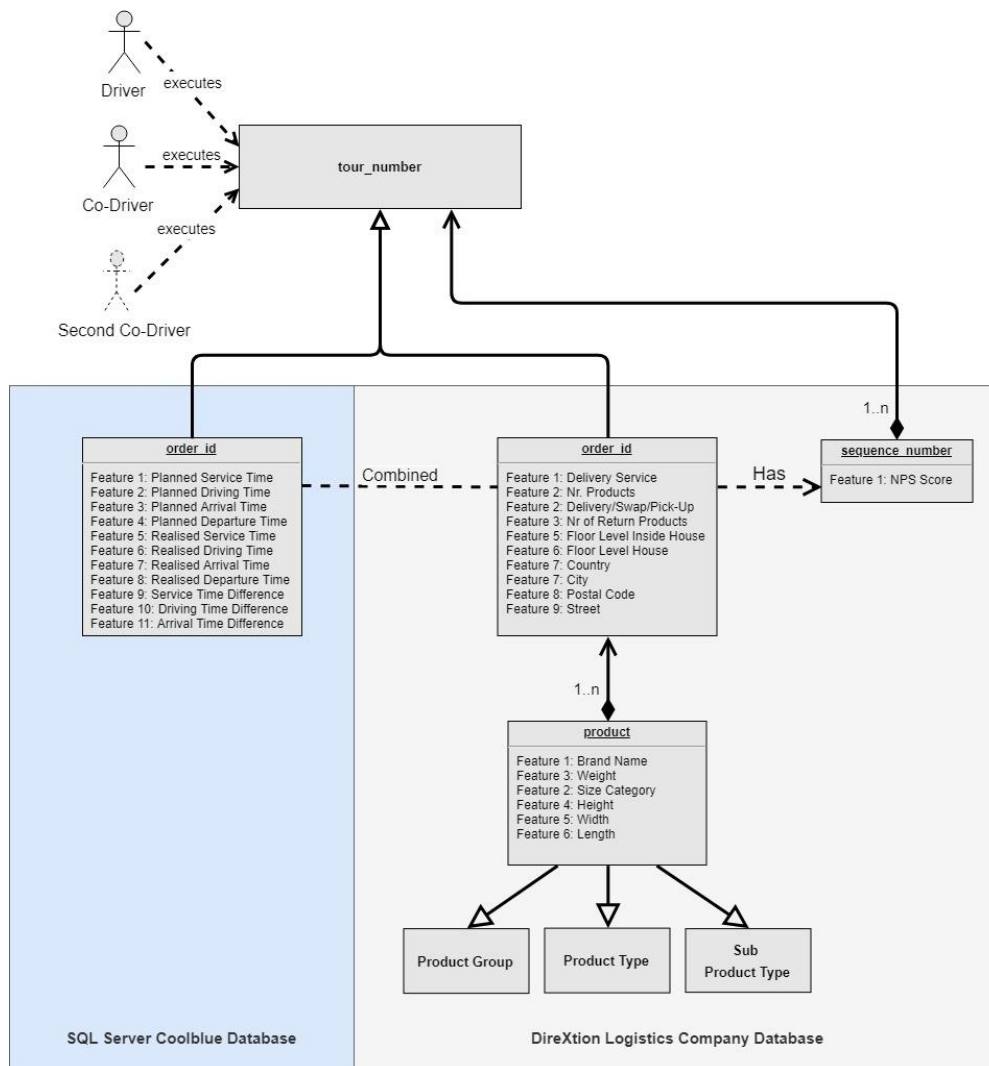 Driver
executes
Co-Driver
executes
Second Co-Driver
executes
tour_number
order_id
Feature 1: Planned Service Time
Feature 2: Planned Driving Time
Feature 3: Planned Arrival Time
Feature 4: Planned Departure Time
Feature 5: Realised Service Time
Feature 6: Realised Driving Time
Feature 7: Realised Arrival Time
Feature 8: Realised Departure Time
Feature 9: Service Time Difference
Feature 10: Driving Time Difference
Feature 11: Arrival Time Difference
Combined
order_id
Feature 1: Delivery Service
Feature 2: Nr. Products
Feature 2: Delivery/Swap/Pick-Up
Feature 3: Nr of Return Products
Feature 5: Floor Level Inside House
Feature 6: Floor Level House
Feature 7: Country
Feature 7: City
Feature 8: Postal Code
Feature 9: Street
Has
1..n
sequence_number
Feature 1: NPS Score
1..n
product
Feature 1: Brand Name
Feature 3: Weight
Feature 2: Size Category
Feature 4: Height
Feature 5: Width
Feature 6: Length
Product Group
Product Type
Sub
Product Type
SQL Server Coolblue Database
DireXtion Logistics Company Database